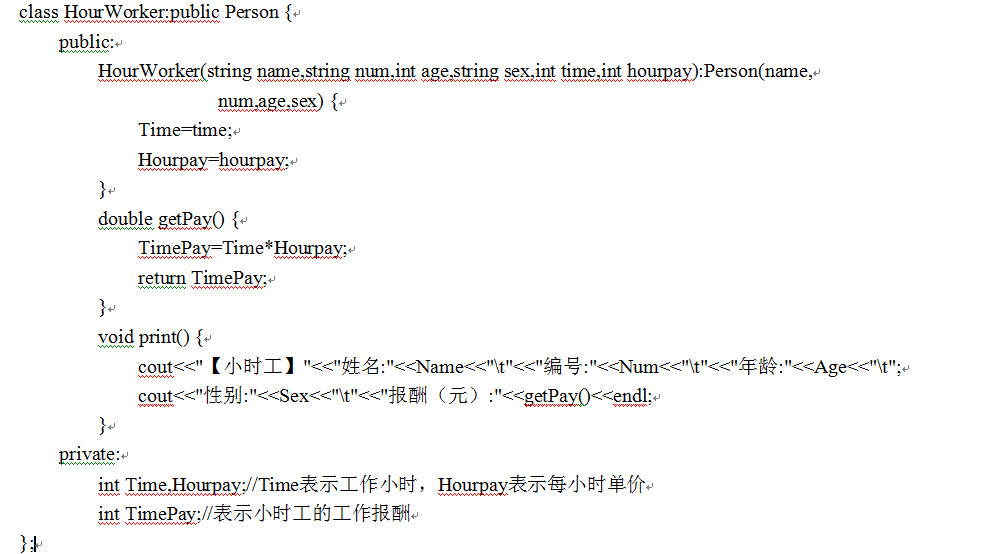 class HourWorker:public Person {
public:
HourWorker(string name,string num,int age,string sex,int time,int hourpay):Person(name,
num,age,sex) {
Time=time;
Hourpay=hourpay;
}
double getPay() {
TimePay=Time*Hourpay;
return TimePay;
}
void print() {
cout<<"【小时工】"<<"姓名:"<<Name<<"\t"<<"编号:"<<Num<<"\t"<<"年龄:"<<Age<<"\t";
cout<<"性别:"<<Sex<<"\t"<<"报酬（元）:"<<getPay()<<endl;
}
private:
int Time,Hourpay;//Time表示工作小时，Hourpay表示每小时单价
int TimePay;//表示小时工的工作报酬
};